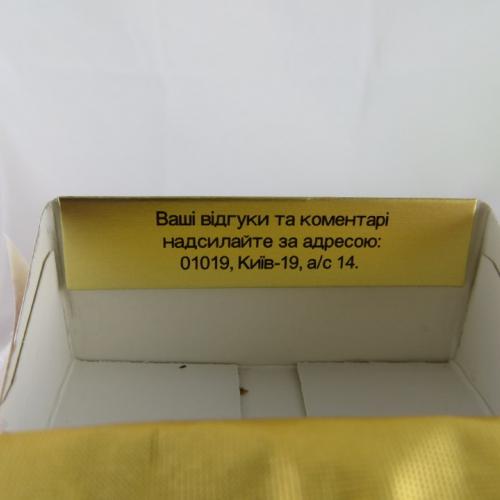 Ваші відгуки та коментарі
надсилайте за адресою:
01019, Київ-19, а/с 14.